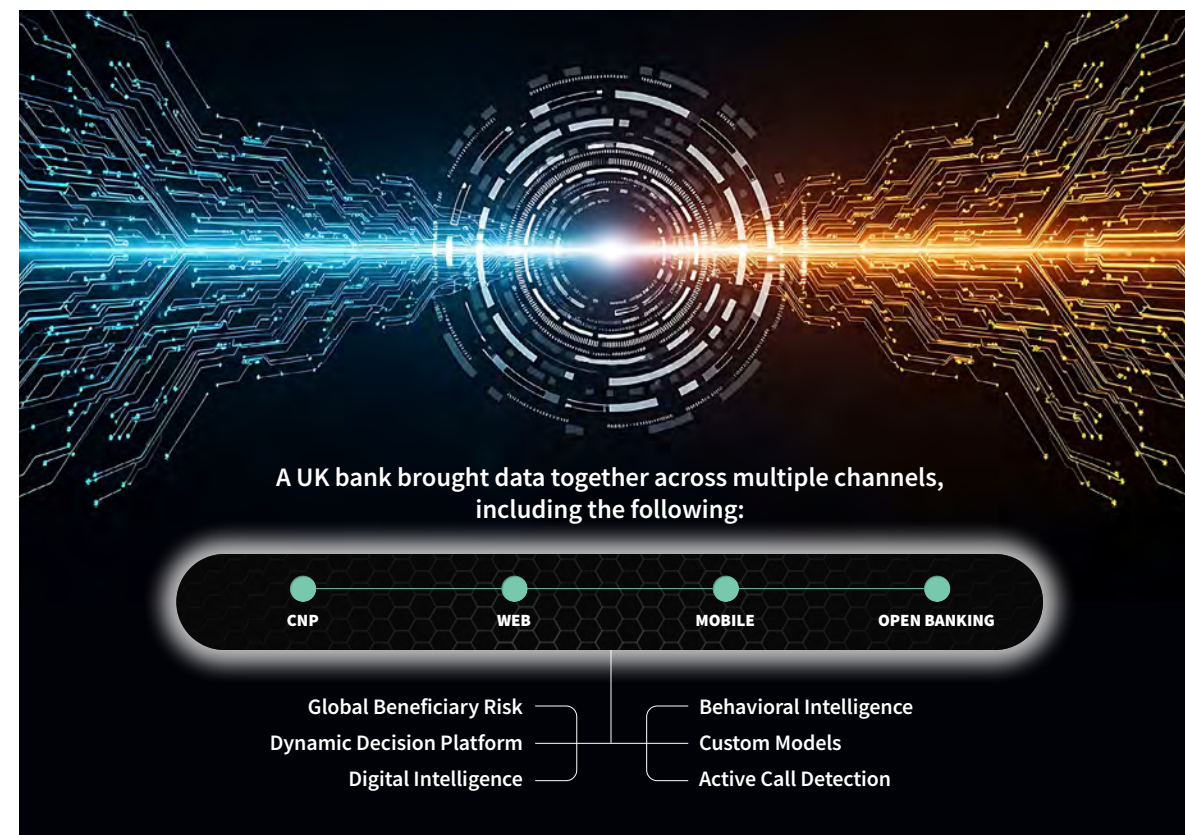 A UK bank brought data together across multiple channels,
including the following:
CNP
WEB
MOBILE
OPEN BANKING
Global Beneficiary Risk
Dynamic Decision Platform
Digital Intelligence
Behavioral Intelligence
Custom Models
Active Call Detection